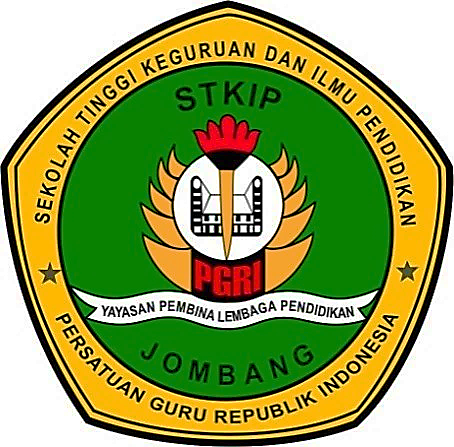 SEKOLAH TINGGI KEGURUAN DAN ILMU PENDIDIKAN
STKIP
PGRI
YAYASAN PEMBINA LEMBAGA PENDIDIKAN
JOMBANG
PERSATUAN GURU REPUBLIK INDONESIA